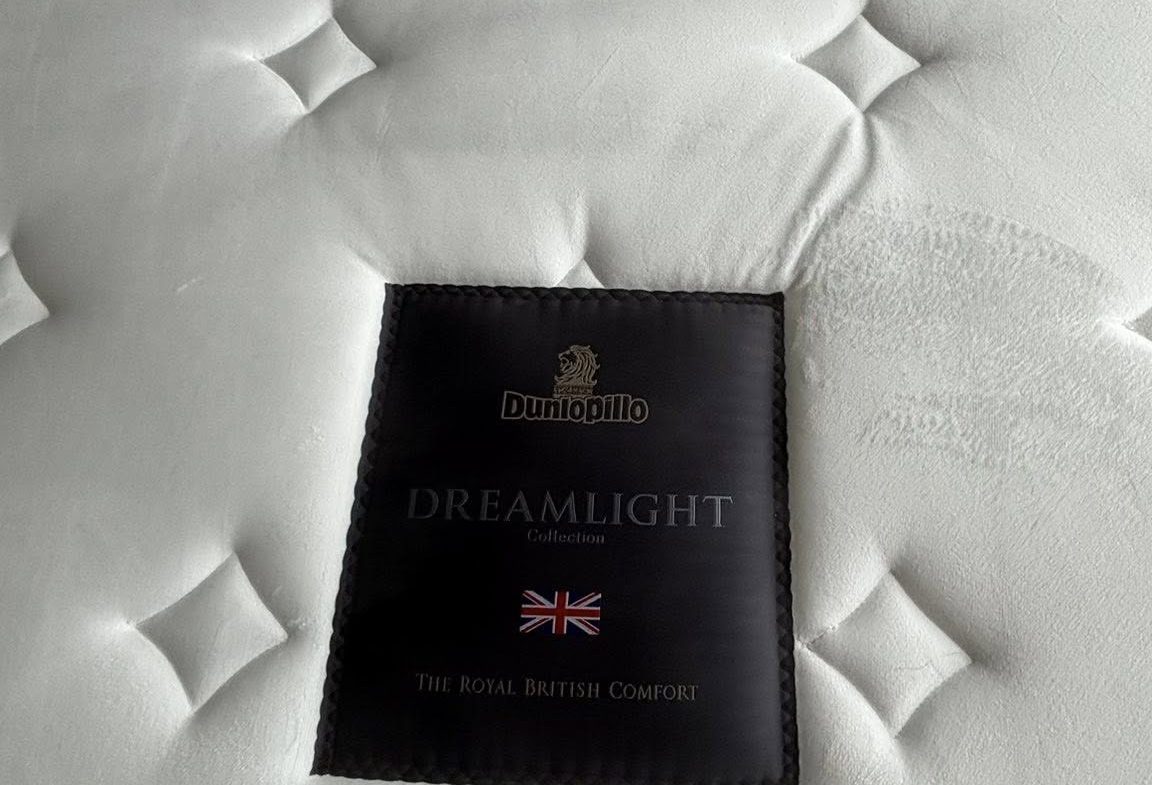 Dunlopillo
DREAMLIGHT
Collection
THE ROYAL BRITISH COMFORT